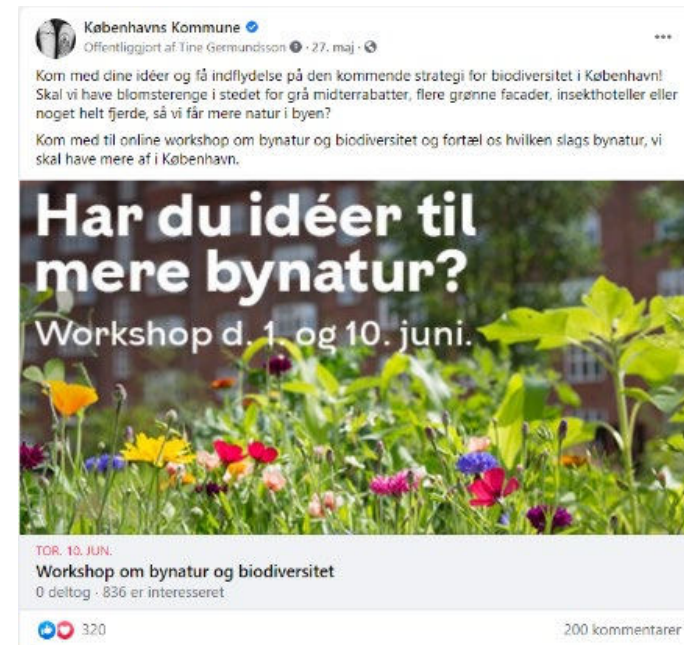 Københavns Kommune
Offentliggjort af Tine Germundsson · 27. maj ·
Kom med dine idéer og få indflydelse på den kommende strategi for biodiversitet i København!
Skal vi have blomsterenge i stedet for grå midterrabatter, flere grønne facader, insekthoteller eller
noget helt fjerde, så vi får mere natur i byen?
Kom med til online workshop om bynatur og biodiversitet og fortæl os hvilken slags bynatur, vi
skal have mere af i København.
Har du idéer til
mere bynatur?
Workshop d. 1. og 10. juni.
TOR. 10. JUN.
Workshop om bynatur og biodiversitet
0 deltog · 836 er interesseret
320 200 kommentarer